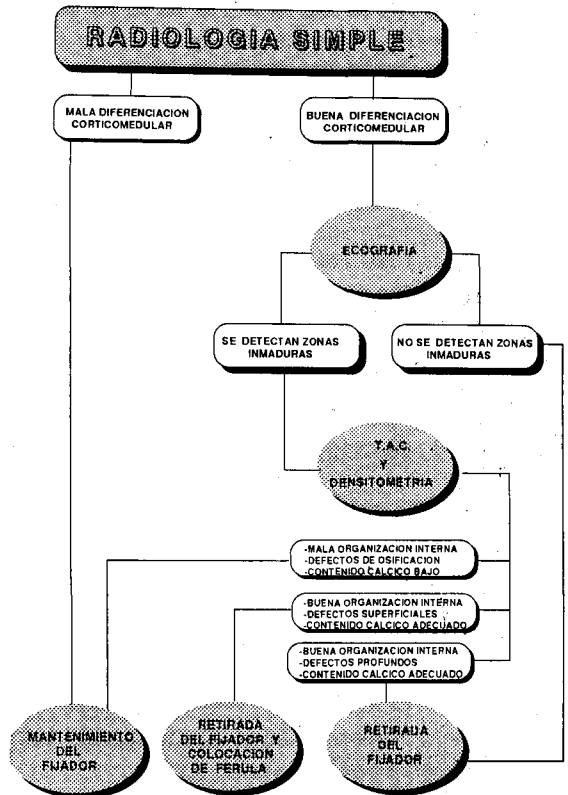 RADIOLOGIA SIMPLE
MALA DIFERENCIACION
CORTICOMEDULAR
BUENA DIFERENCIACION
CORTICOMEDULAR
ECOGRAFIA
SE DETECTAN ZONAS
INMADURAS
NO SE DETECTAN ZONAS
INMADURAS
T.A.C.
Y
DENSITOMETRIA
-MALA ORGANIZACION INTERNA
-DEFECTOS DE OSIFICACION
-CONTENIDO CALCICO BAJO
-BUENA ORGANIZACION INTERNA
-DEFECTOS SUPERFICIALES
-CONTENIDO CALCICO ADECUADO
-BUENA ORGANIZACION INTERNA
-DEFECTOS PROFUNDOS
-CONTENIDO CALCICO ADECUADO
MANTENIMIENTO
DEL
FIJADOR
RETIRADA
DEL FIJADOR Y
COLOCACION
DE FERULA
RETIRADA
DEL
FIJADOR